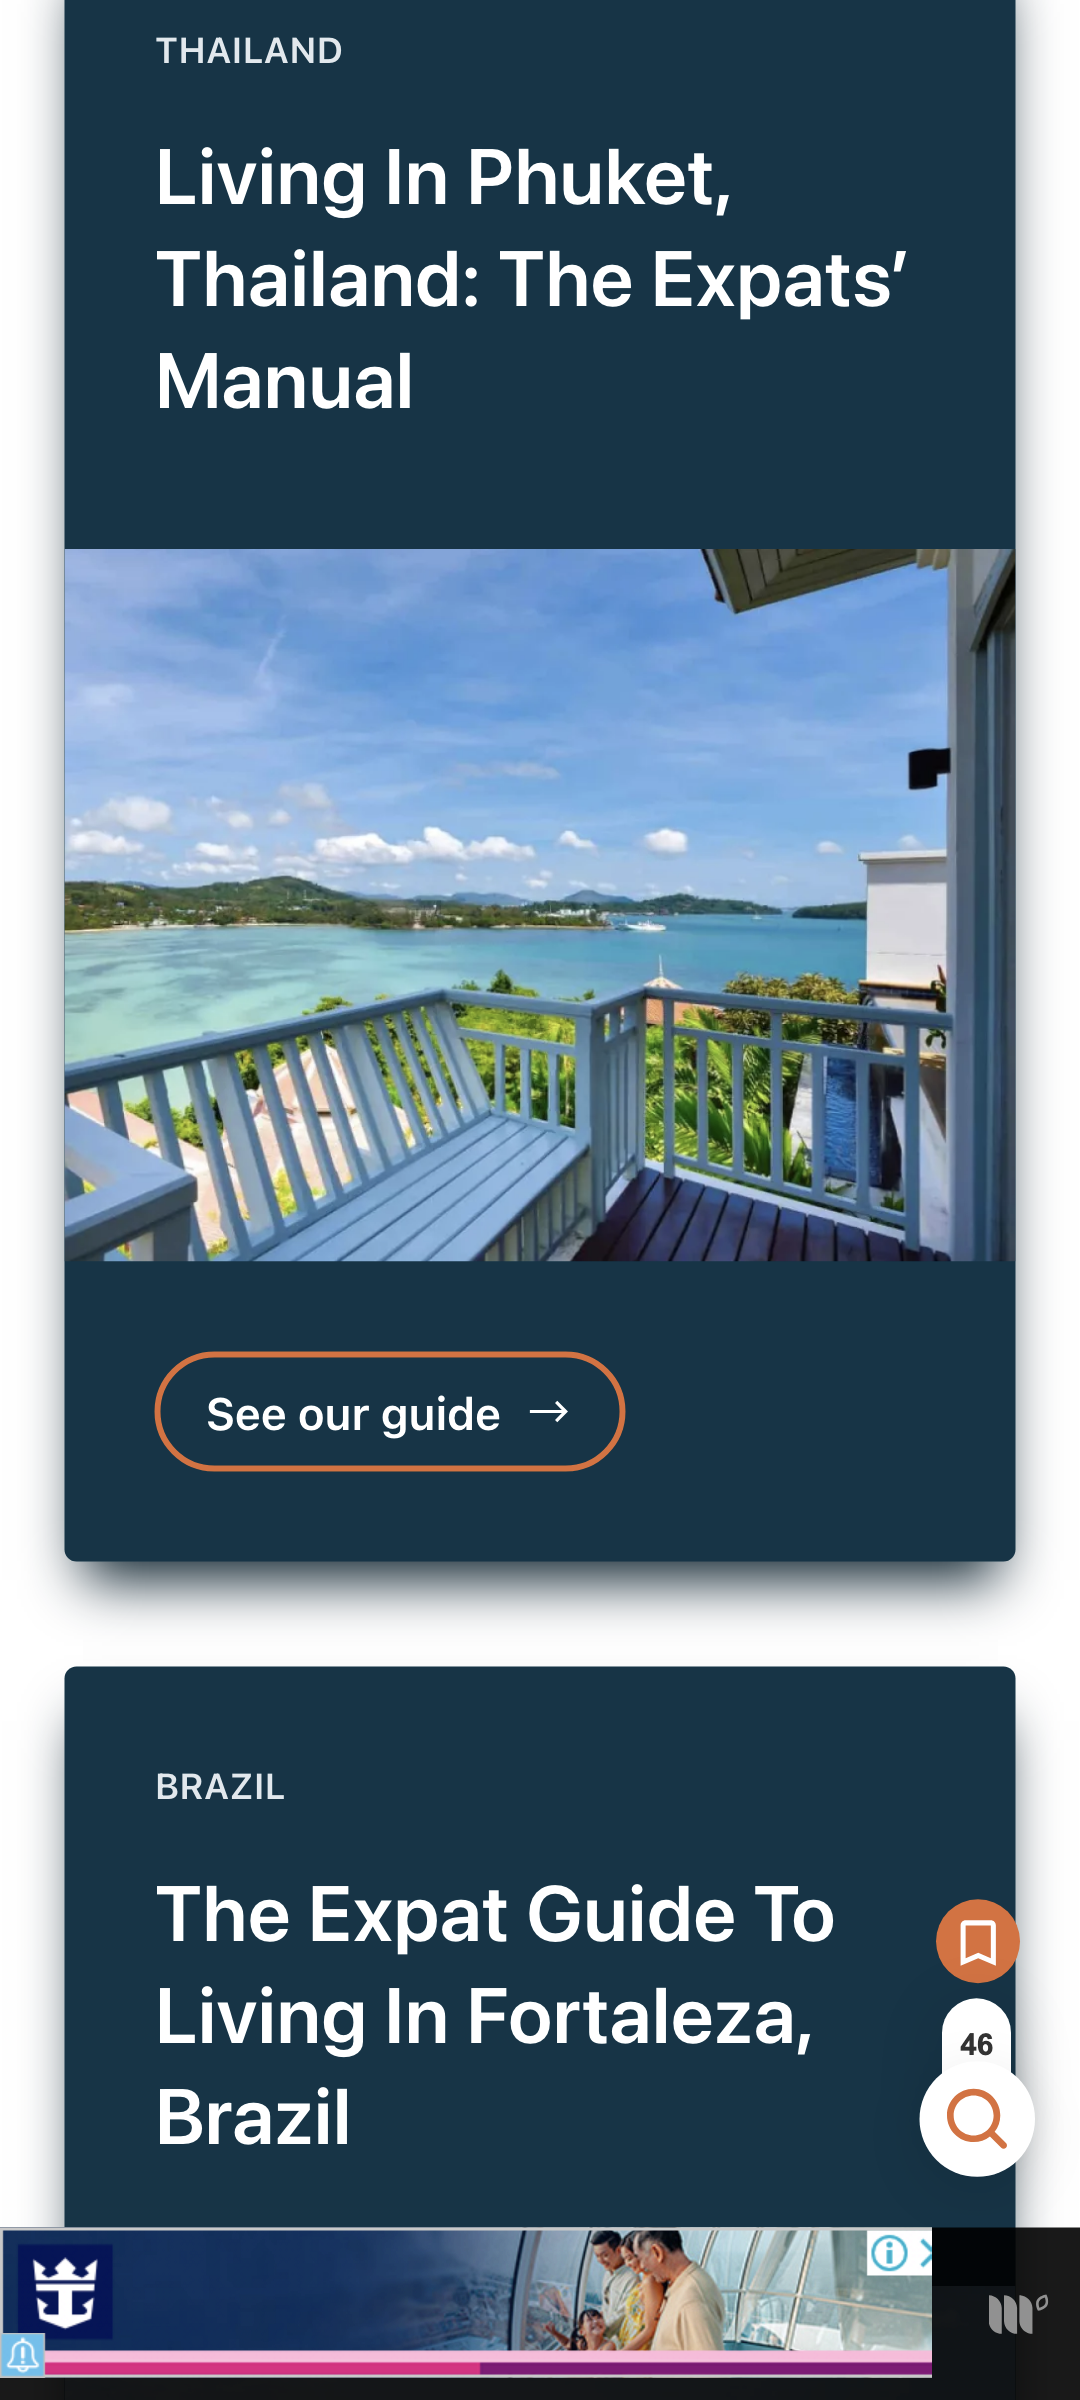 THAILAND
Living In Phuket,
Thailand: The Expats’
Manual
See our guide →
BRAZIL
The Expat Guide To
Living In Fortaleza,
Brazil
46